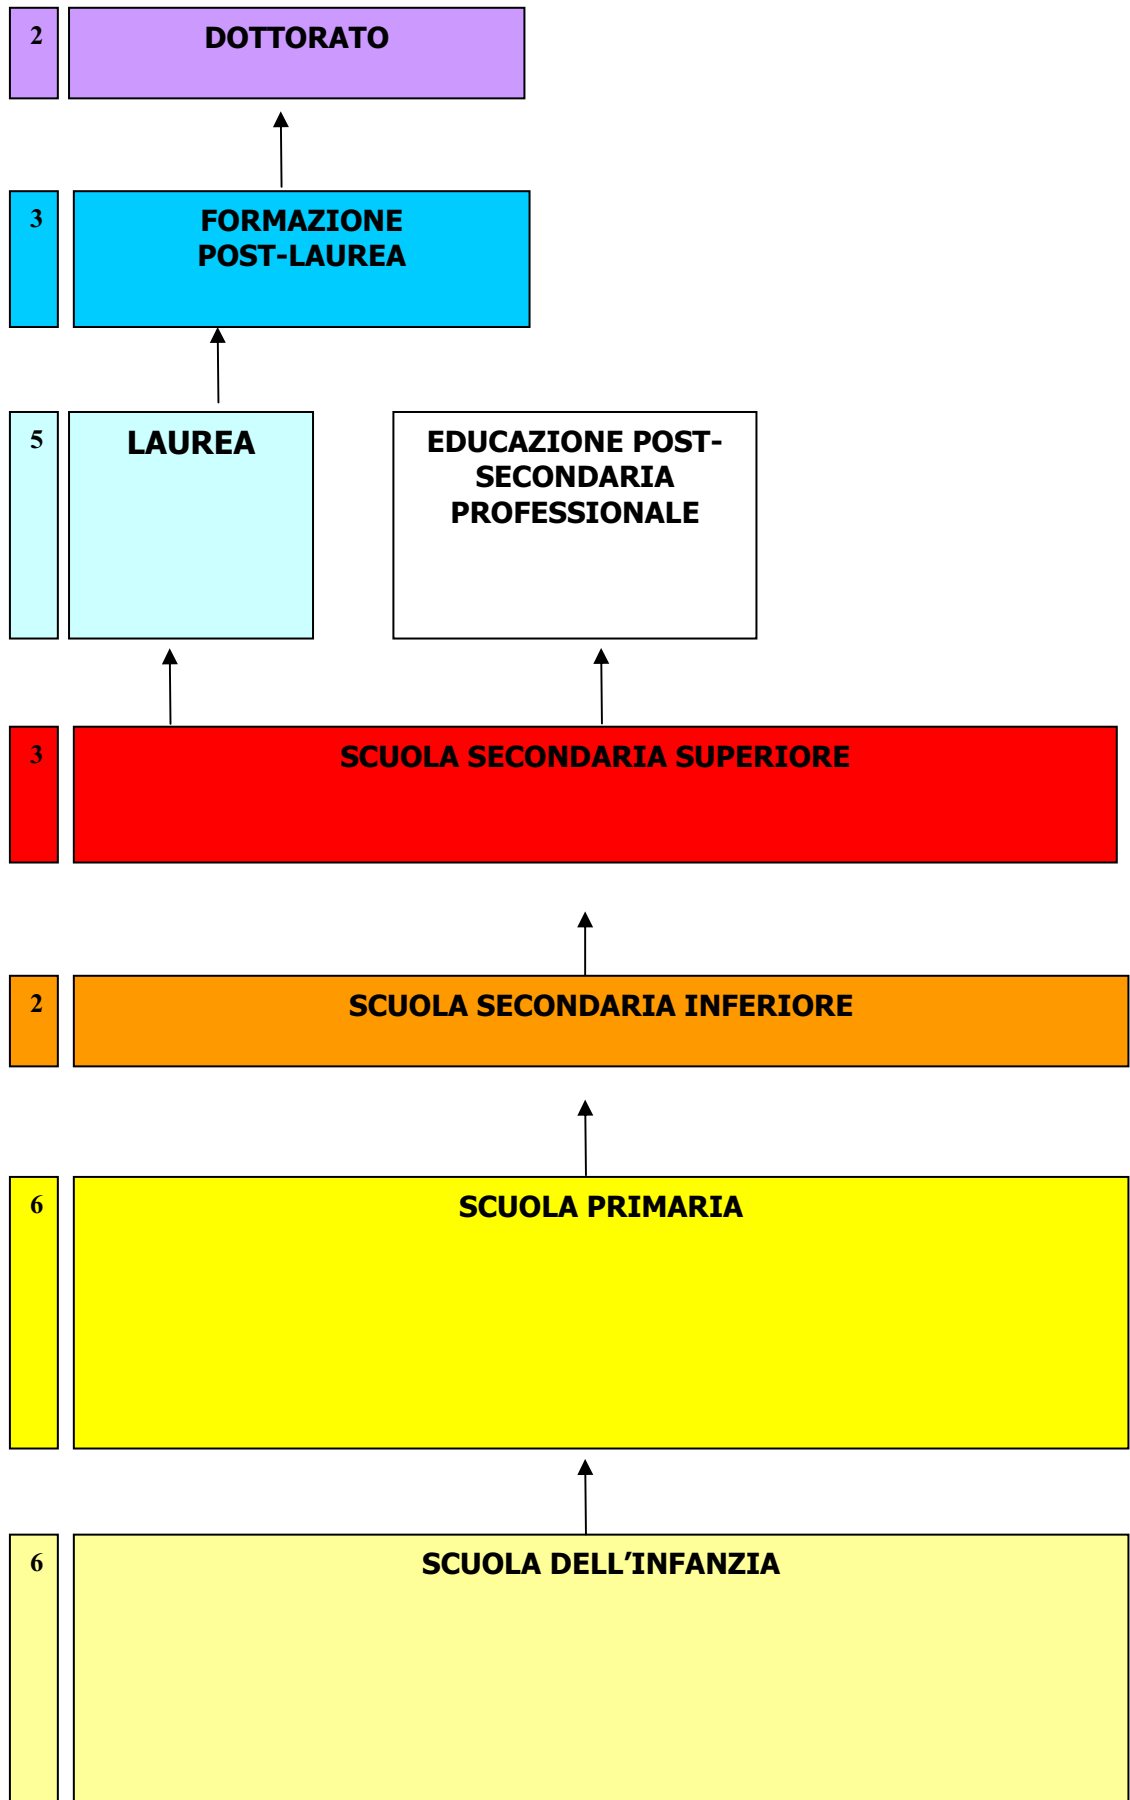 2
DOTTORATO
3
FORMAZIONE
POST-LAUREA
5
LAUREA
EDUCAZIONE POST-
SECONDARIA
PROFESSIONALE
3
SCUOLA SECONDARIA SUPERIORE
2
SCUOLA SECONDARIA INFERIORE
6
SCUOLA PRIMARIA
6
SCUOLA DELL’INFANZIA